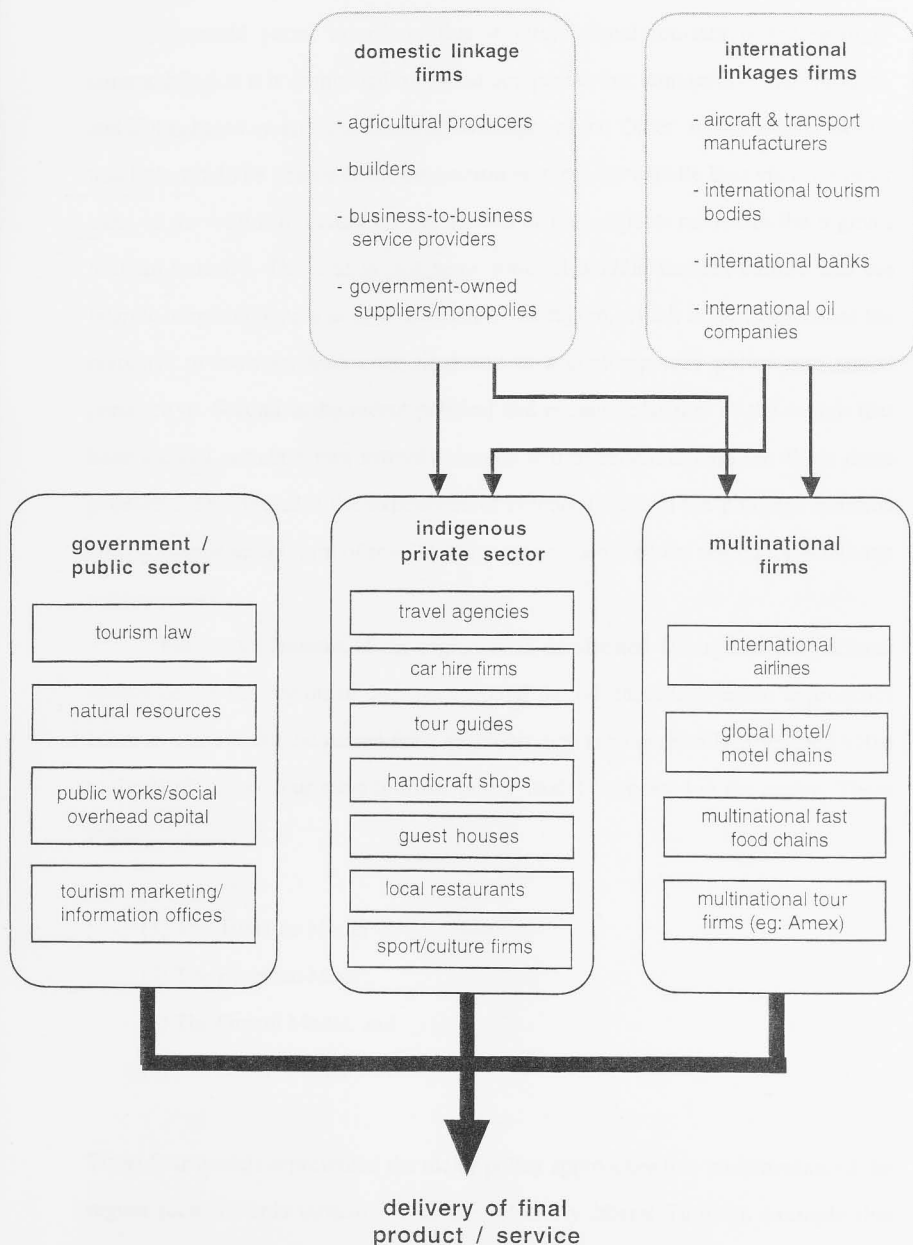 domestic linkage
firms
- agricultural producers
- builders
- business-to-business
service providers
- government-owned
suppliers/monopolies
international
linkages firms
- aircraft & transport
manufacturers
- international tourism
bodies
- international banks
- international oil
companies
government /
public sector
tourism law
natural resources
public works/social
overhead capital
tourism marketing/
information offices
indigenous
private sector
travel agencies
car hire firms
tour guides
handicraft shops
guest houses
local restaurants
sport/culture firms
multinational
firms
international
airlines
global hotel/
motel chains
multinational fast
food chains
multinational tour
firms (eg: Amex)
delivery of final
product / service